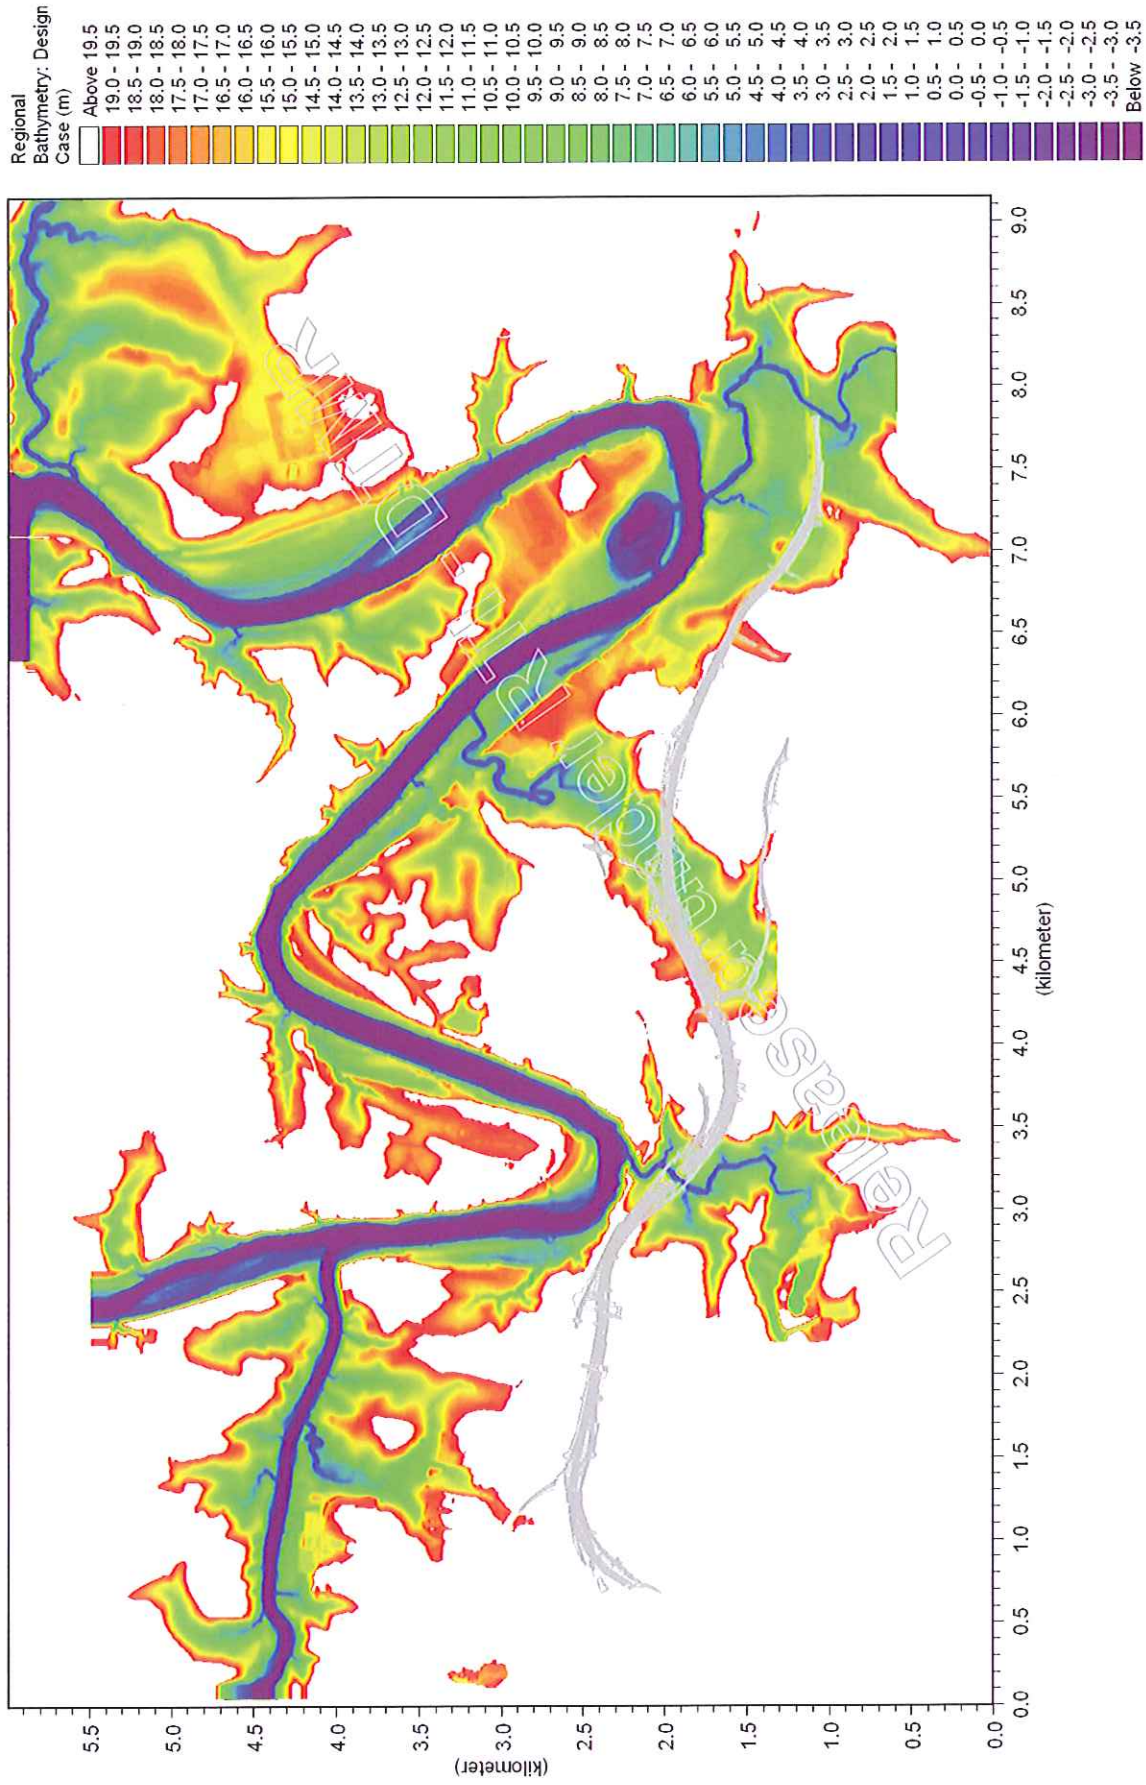 Regional
Bathymetry: Design
Case (m)
Above 19.5
19.0 - 19.5
18.5 - 19.0
18.0 - 18.5
17.5 - 18.0
17.0 - 17.5
16.5 - 17.0
16.0 - 16.5
15.5 - 16.0
15.0 - 15.5
14.5 - 15.0
14.0 - 14.5
13.5 - 14.0
13.0 - 13.5
12.5 - 13.0
12.0 - 12.5
11.5 - 12.0
11.0 - 11.5
10.5 - 11.0
10.0 - 10.5
9.5 - 10.0
9.0 - 9.5
8.5 - 9.0
8.0 - 8.5
7.5 - 8.0
7.0 - 7.5
6.5 - 7.0
6.0 - 6.5
5.5 - 6.0
5.0 - 5.5
4.5 - 5.0
4.0 - 4.5
3.5 - 4.0
3.0 - 3.5
2.5 - 3.0
2.0 - 2.5
1.5 - 2.0
1.0 - 1.5
0.5 - 1.0
0.0 - 0.5
-0.5 - 0.0
-1.0 - -0.5
-1.5 - -1.0
-2.0 - -1.5
-2.5 - -2.0
-3.0 - -2.5
-3.5 - -3.0
Below -3.5
Released under RTI - DTMR
5.5
5.0
4.5
4.0
3.5
3.0
2.5
2.0
1.5
1.0
0.5
0.0
(kilometer)
0.0 0.5 1.0 1.5 2.0 2.5 3.0 3.5 4.0 4.5 5.0 5.5 6.0 6.5 7.0 7.5 8.0 8.5 9.0
(kilometer)